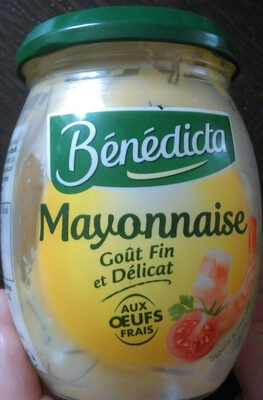 Bénédicta
Mayonnaise
Goût Fin
et Délicat
AUX
ŒUFS
FRAIS